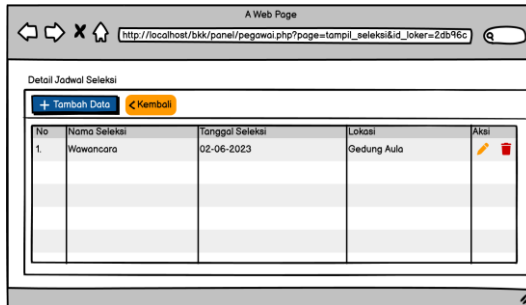 A Web Page
http://localhost/bkk/panel/pegawai.php?page=tampil_seleksi&id_loker=2db96c
Detail Jadwal Seleksi
+ Tambah Data < Kembali
No Nama Seleksi Tanggal Seleksi Lokasi Aksi
1. Wawancara 02-06-2023 Gedung Aula